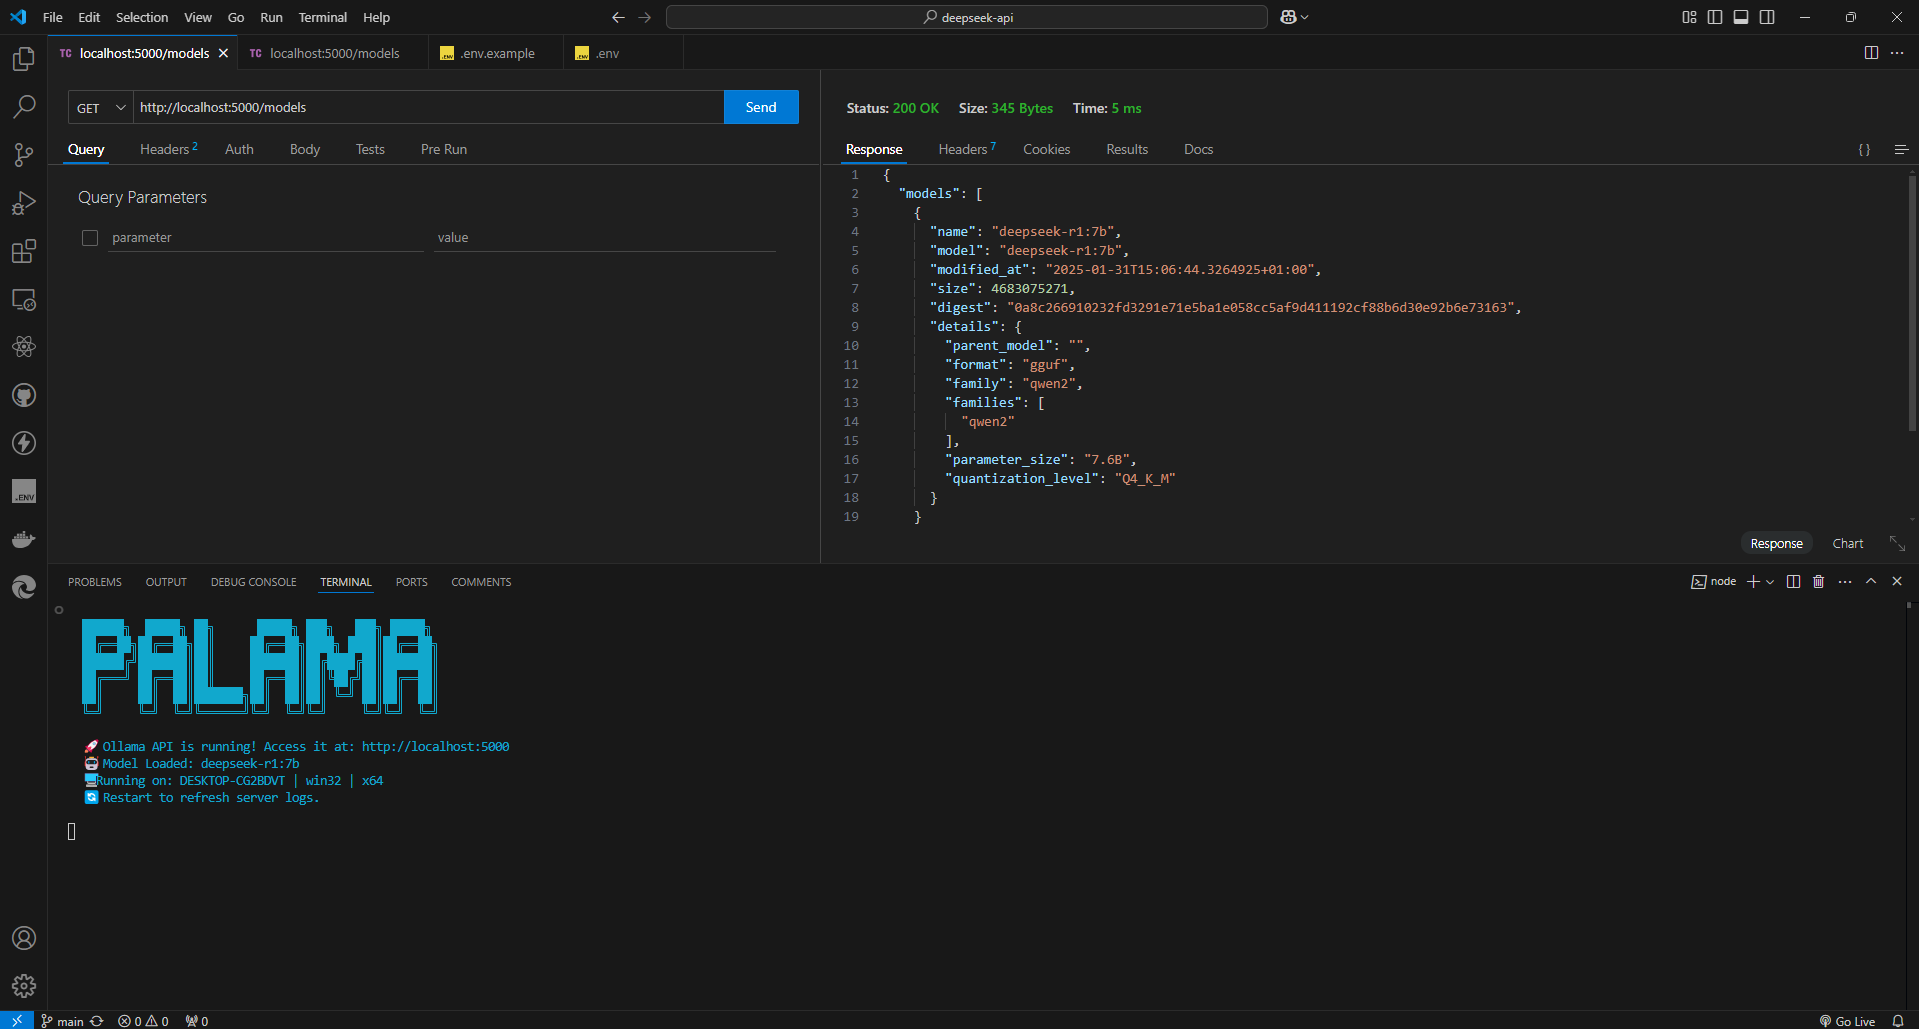 File Edit Selection View Go Run Terminal Help
deepseek-api
TC localhost:5000/models
TC localhost:5000/models
.env.example
.env
GET http://localhost:5000/models Send
Query Headers 2 Auth Body Tests Pre Run
Query Parameters
parameter value
Status: 200 OK Size: 345 Bytes Time: 5 ms
Response Headers 7 Cookies Results Docs
{ }
1 {
2 "models": [
3 {
4 "name": "deepseek-r1:7b",
5 "model": "deepseek-r1:7b",
6 "modified_at": "2025-01-31T15:06:44.3264925+01:00",
7 "size": 4683075271,
8 "digest": "0a8c266910232fd3291e71e5ba1e058cc5af9d411192cf88b6d30e92b6e73163",
9 "details": {
10 "parent_model": "",
11 "format": "gguf",
12 "family": "qwen2",
13 "families": [
14 "qwen2"
15 ],
16 "parameter_size": "7.6B",
17 "quantization_level": "Q4_K_M"
18 }
19 }
Response Chart
.ENV
PROBLEMS OUTPUT DEBUG CONSOLE TERMINAL PORTS COMMENTS
node
PALAMA
🚀 Ollama API is running! Access it at: http://localhost:5000
Model Loaded: deepseek-r1:7b
Running on: DESKTOP-CG2BDVT | win32 | x64
Restart to refresh server logs.
main 0 0 0
Go Live